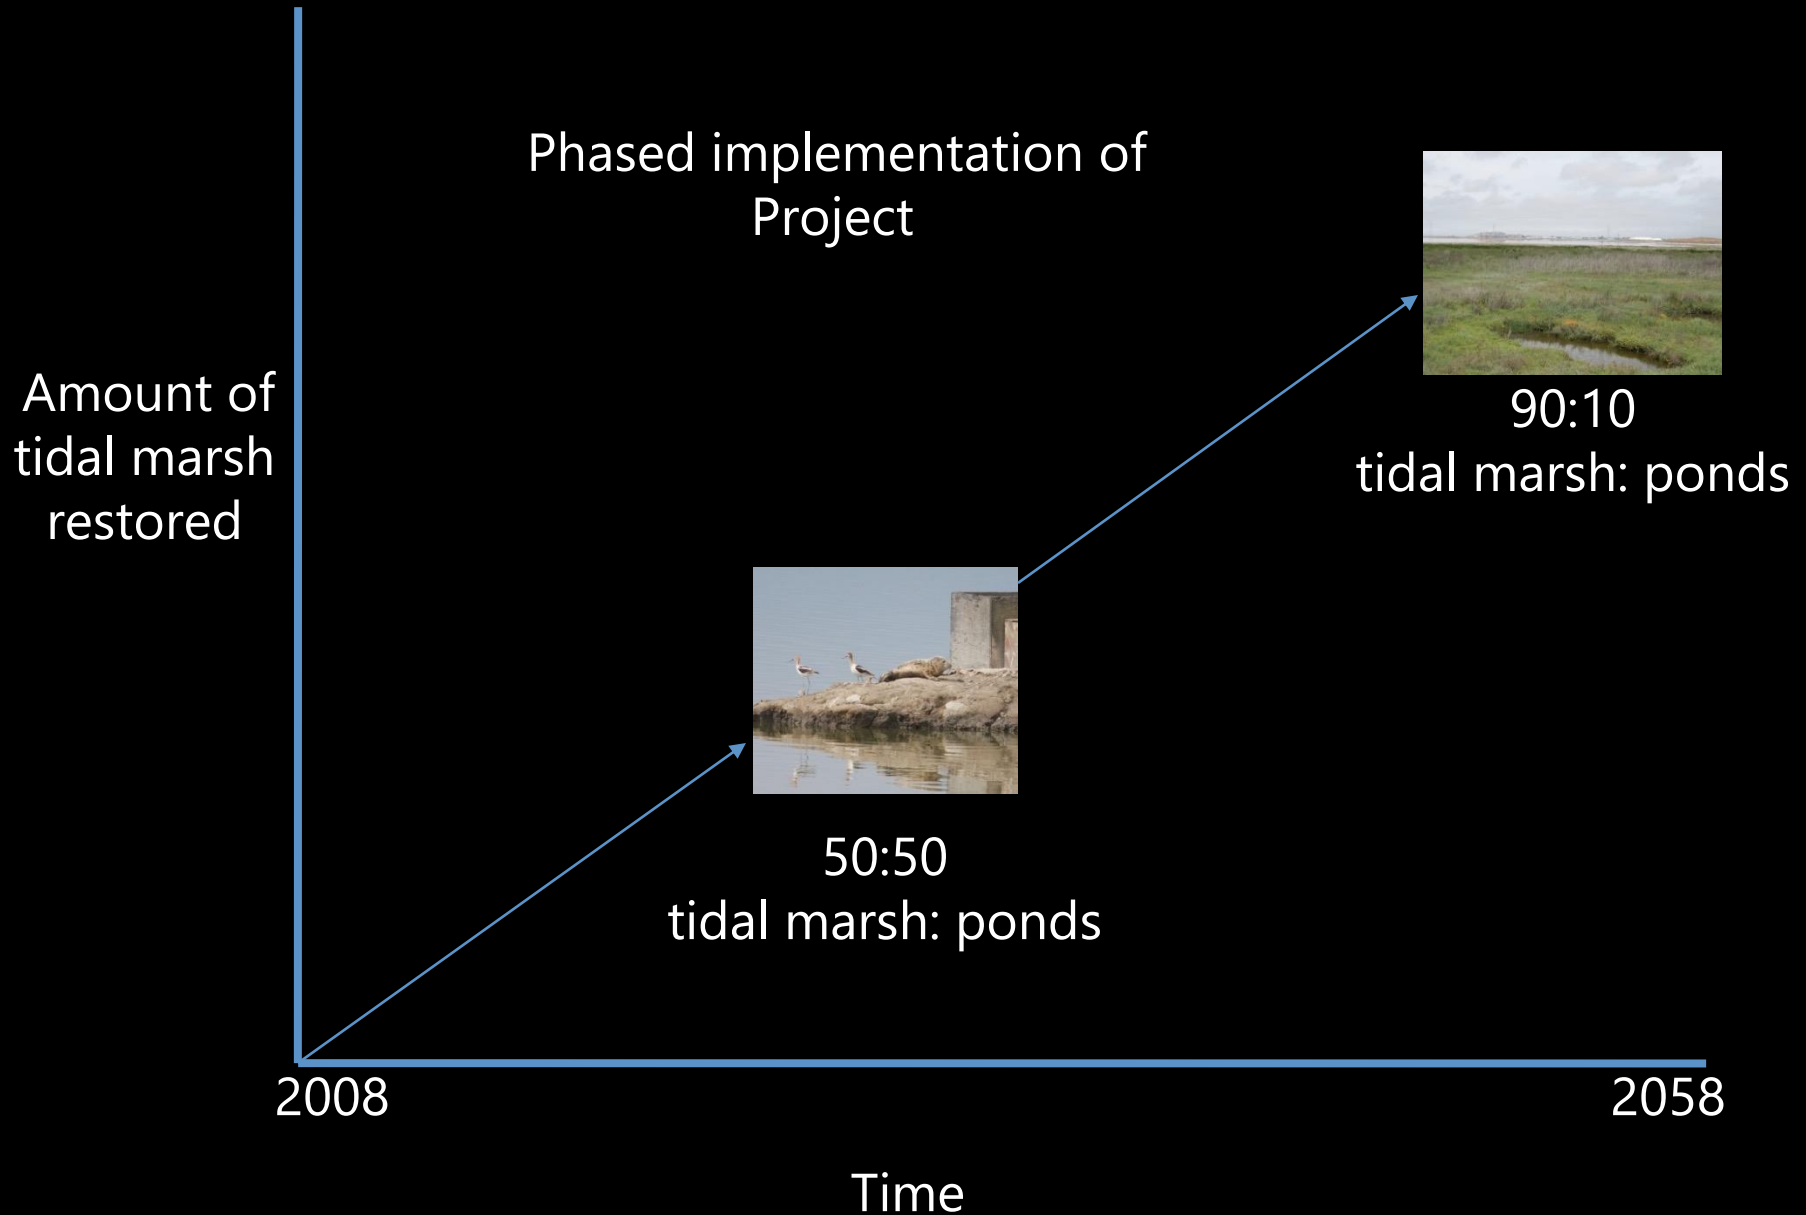 Phased implementation of
Project
Amount of
tidal marsh
restored
90:10
tidal marsh: ponds
50:50
tidal marsh: ponds
2008
2058
Time